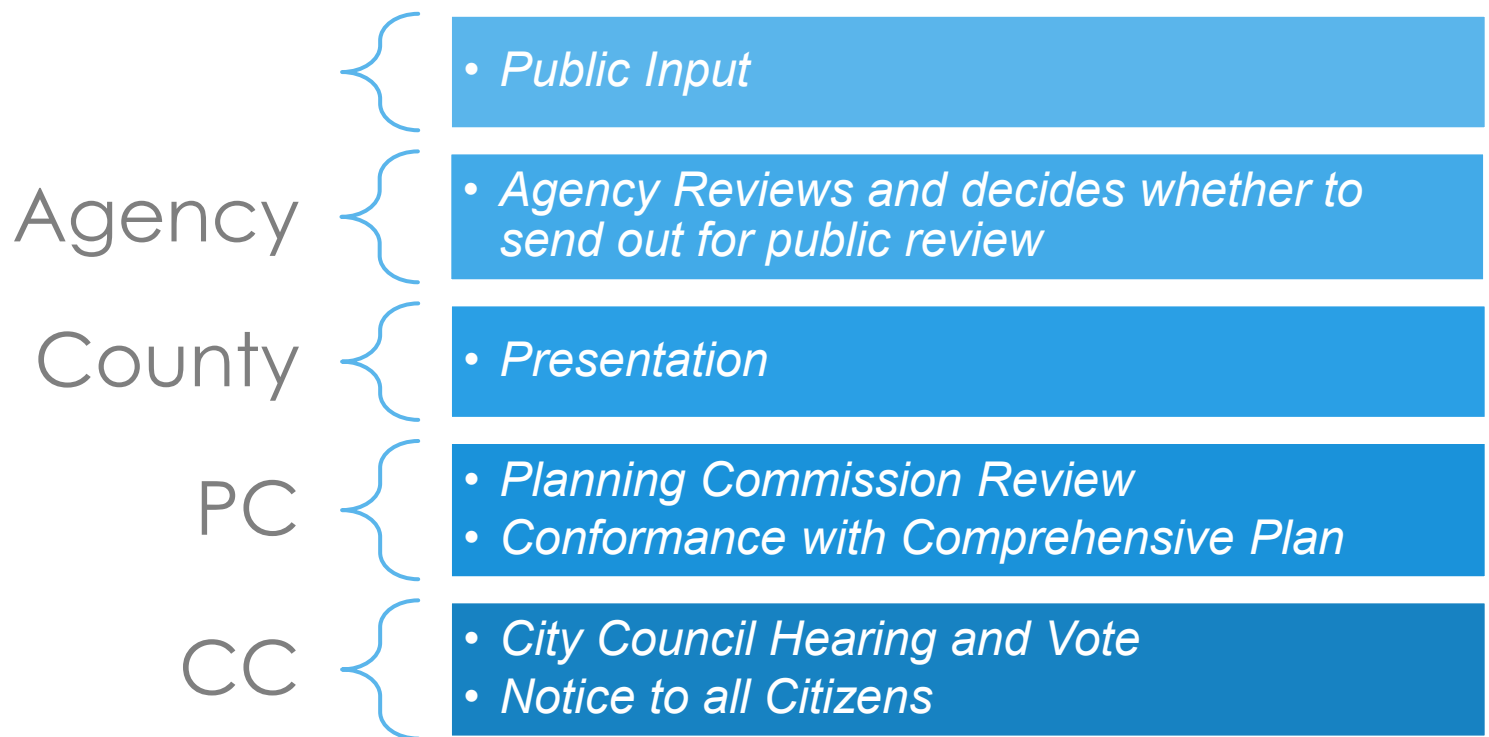 • Public Input
Agency
• Agency Reviews and decides whether to
send out for public review
County
• Presentation
PC
• Planning Commission Review
• Conformance with Comprehensive Plan
CC
• City Council Hearing and Vote
• Notice to all Citizens